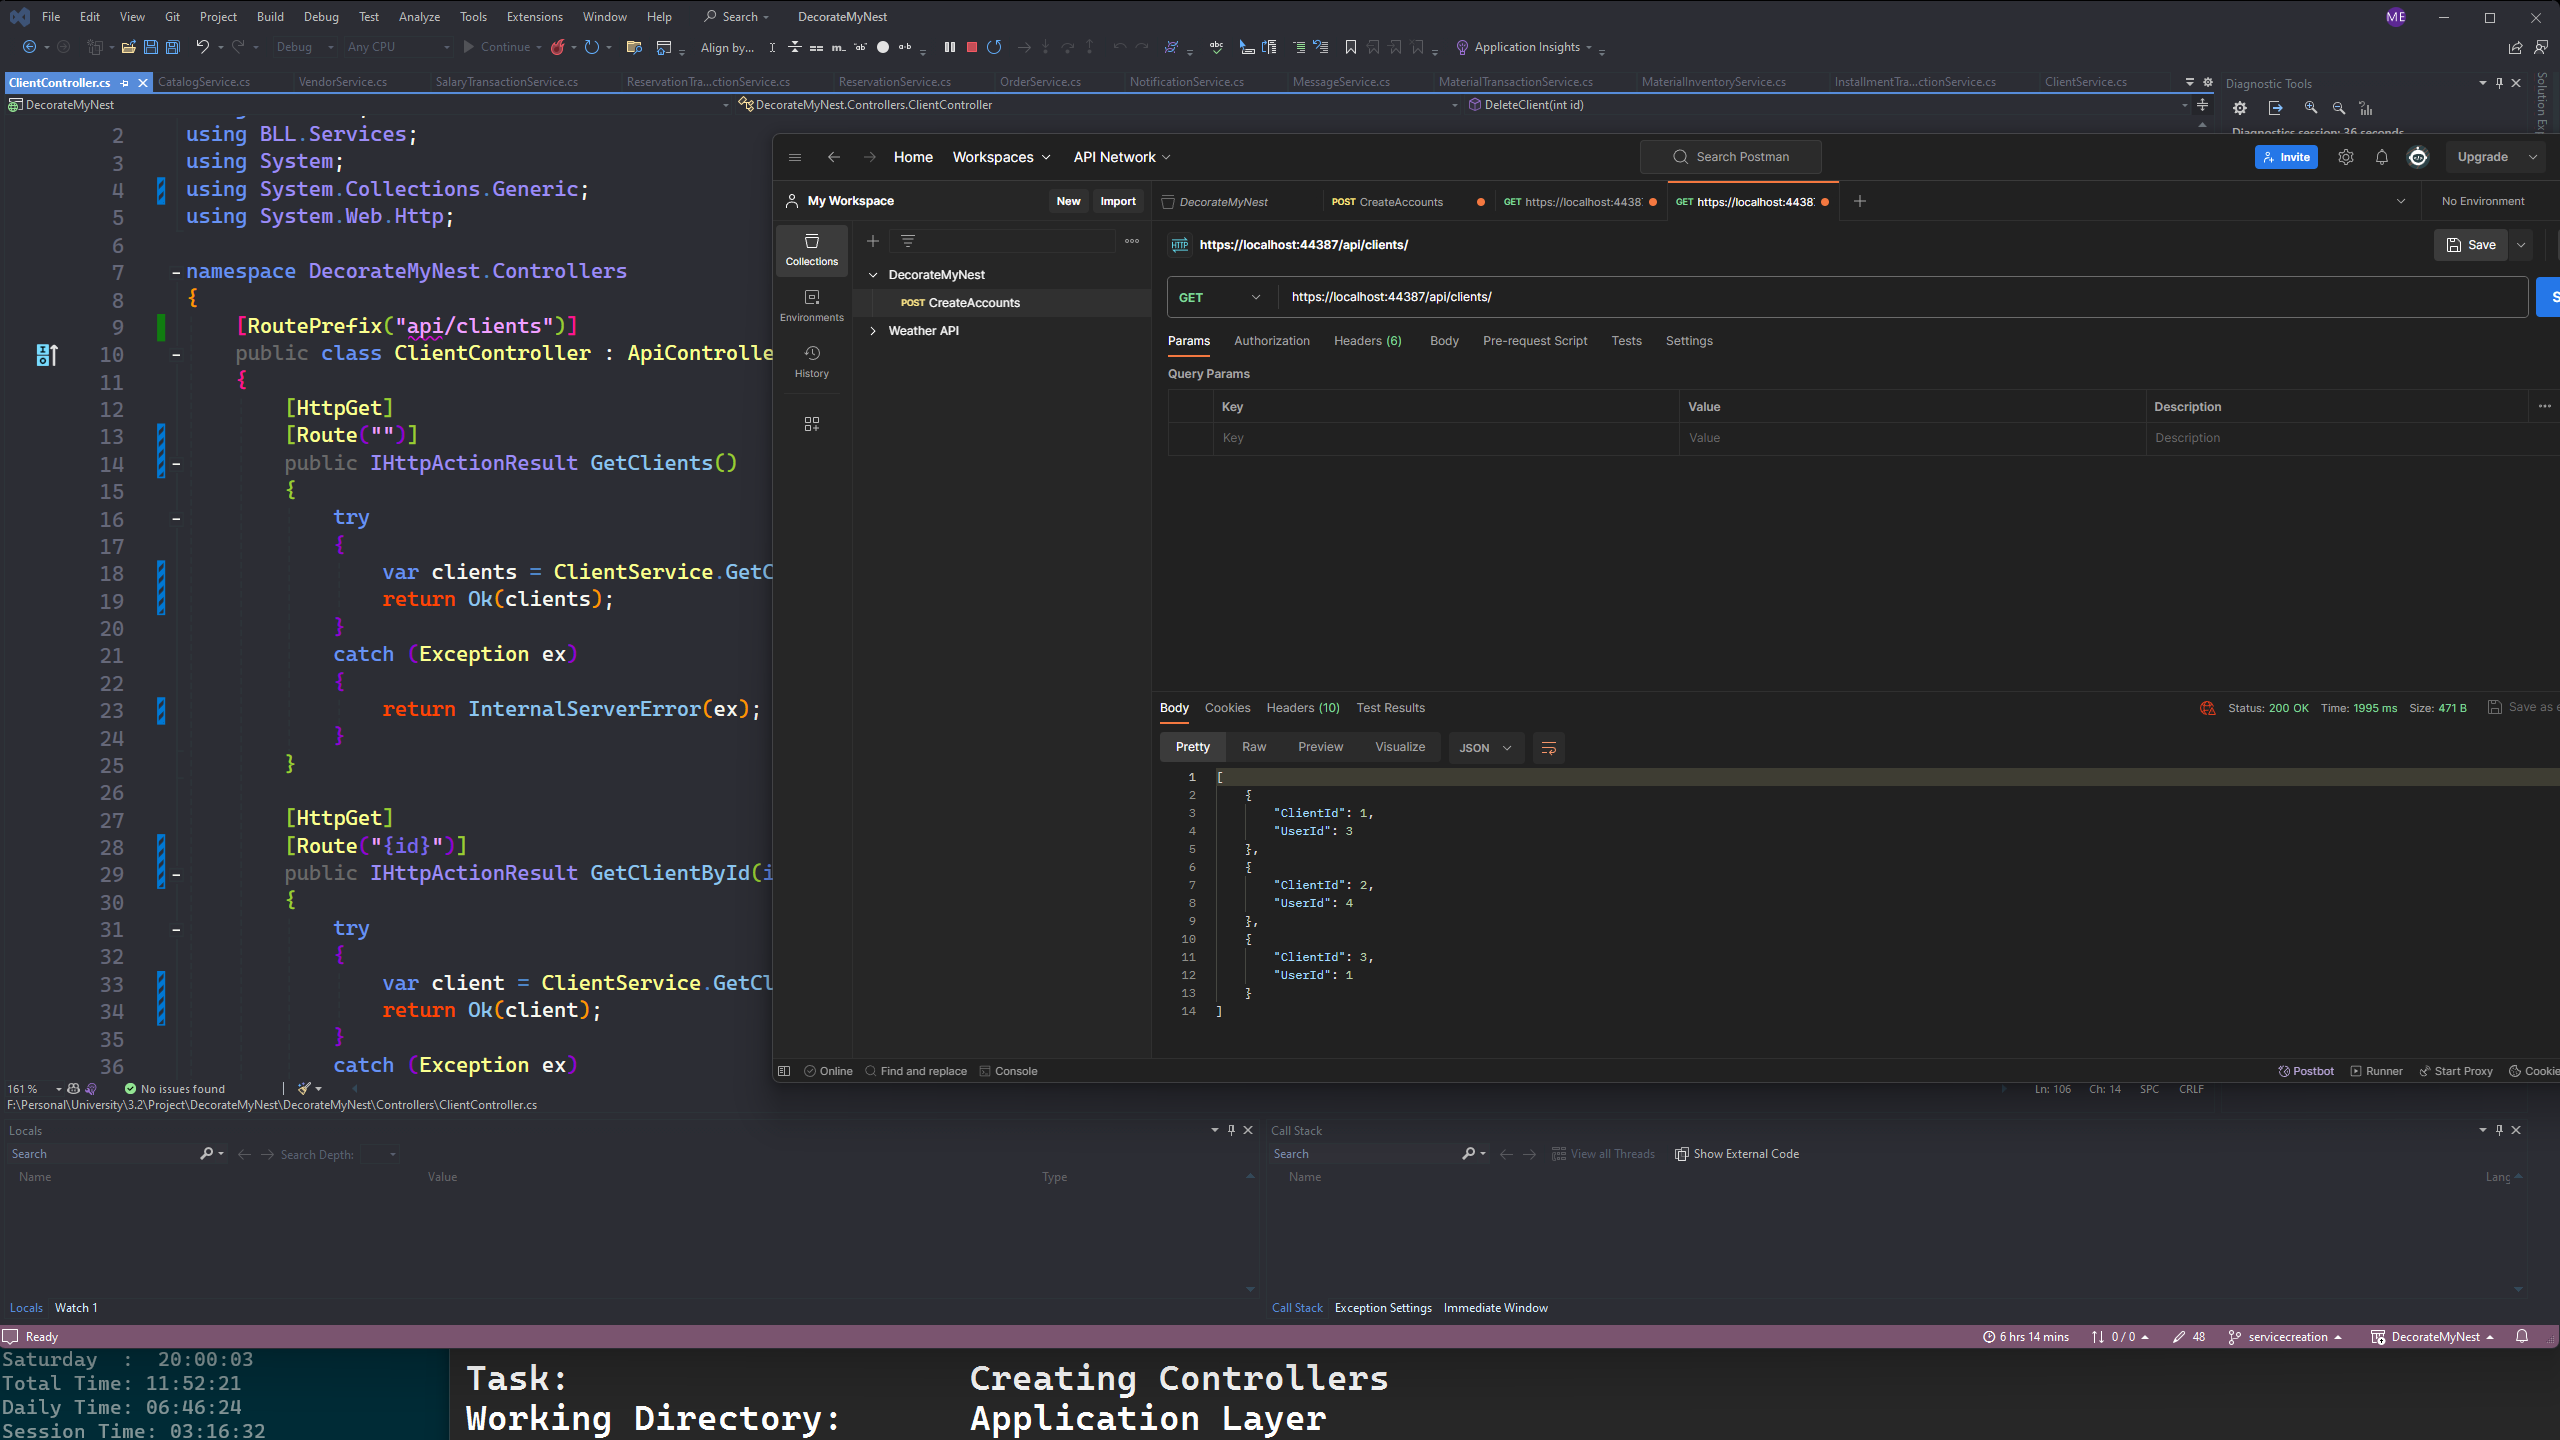 File Edit View Git Project Build Debug Test Analyze Tools Extensions Window Help Search DecorateMyNest ME
Debug Any CPU Continue Align by... Application Insights
ClientController.cs CatalogService.cs VendorService.cs SalaryTransactionService.cs ReservationTra...ctionService.cs ReservationService.cs OrderService.cs NotificationService.cs MessageService.cs MaterialTransactionService.cs MaterialInventoryService.cs InstallmentTra...ctionService.cs ClientService.cs Diagnostic Tools
DecorateMyNest DecorateMyNest.Controllers.ClientController DeleteClient(int id)
Diagnostics session: 36 seconds
2 using BLL.Services;
3 using System;
4 using System.Collections.Generic;
5 using System.Web.Http;
6
7 namespace DecorateMyNest.Controllers
8 {
9 [RoutePrefix("api/clients")]
10 public class ClientController : ApiControlle
11 {
12 [HttpGet]
13 [Route("")]
14 public IHttpActionResult GetClients()
15 {
16 try
17 {
18 var clients = ClientService.GetC
19 return Ok(clients);
20 }
21 catch (Exception ex)
22 {
23 return InternalServerError(ex);
24 }
25 }
26
27 [HttpGet]
28 [Route("{id}")]
29 public IHttpActionResult GetClientById(i
30 {
31 try
32 {
33 var client = ClientService.GetCl
34 return Ok(client);
35 }
36 catch (Exception ex)
Home Workspaces API Network Search Postman Invite Upgrade
My Workspace New Import DecorateMyNest POST CreateAccounts GET https://localhost:4438 GET https://localhost:4438 No Environment
Collections
Environments
History
DecorateMyNest
POST CreateAccounts
Weather API
HTTP https://localhost:44387/api/clients/ Save
GET https://localhost:44387/api/clients/ S
Params Authorization Headers (6) Body Pre-request Script Tests Settings
Query Params
Key Value Description
Key Value Description
Body Cookies Headers (10) Test Results Status: 200 OK Time: 1995 ms Size: 471 B Save as e
Pretty Raw Preview Visualize JSON
1 [
2 {
3 "ClientId": 1,
4 "UserId": 3
5 },
6 {
7 "ClientId": 2,
8 "UserId": 4
9 },
10 {
11 "ClientId": 3,
12 "UserId": 1
13 }
14 ]
Online Find and replace Console Postbot Runner Start Proxy Cookie
161 % No issues found Ln: 106 Ch: 14 SPC CRLF
F:\Personal\University\3.2\Project\DecorateMyNest\DecorateMyNest\Controllers\ClientController.cs
Locals
Search Search Depth:
Name Value Type
Locals Watch 1
Call Stack
Search View all Threads Show External Code
Name Lang
Call Stack Exception Settings Immediate Window
Ready 6 hrs 14 mins 0 / 0 48 servicecreation DecorateMyNest
Saturday : 20:00:03
Total Time: 11:52:21
Daily Time: 06:46:24
Session Time: 03:16:32
Task: Creating Controllers
Working Directory: Application Layer